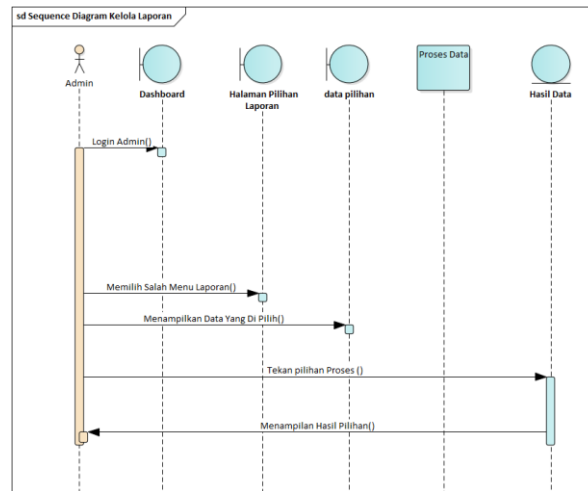 sd Sequence Diagram Kelola Laporan
Admin
Dashboard
Halaman Pilihan
Laporan
data pilihan
Proses Data
Hasil Data
Login Admin()
Memilih Salah Menu Laporan()
Menampilkan Data Yang Di Pilih()
Tekan pilihan Proses ()
Menampilan Hasil Pilihan()